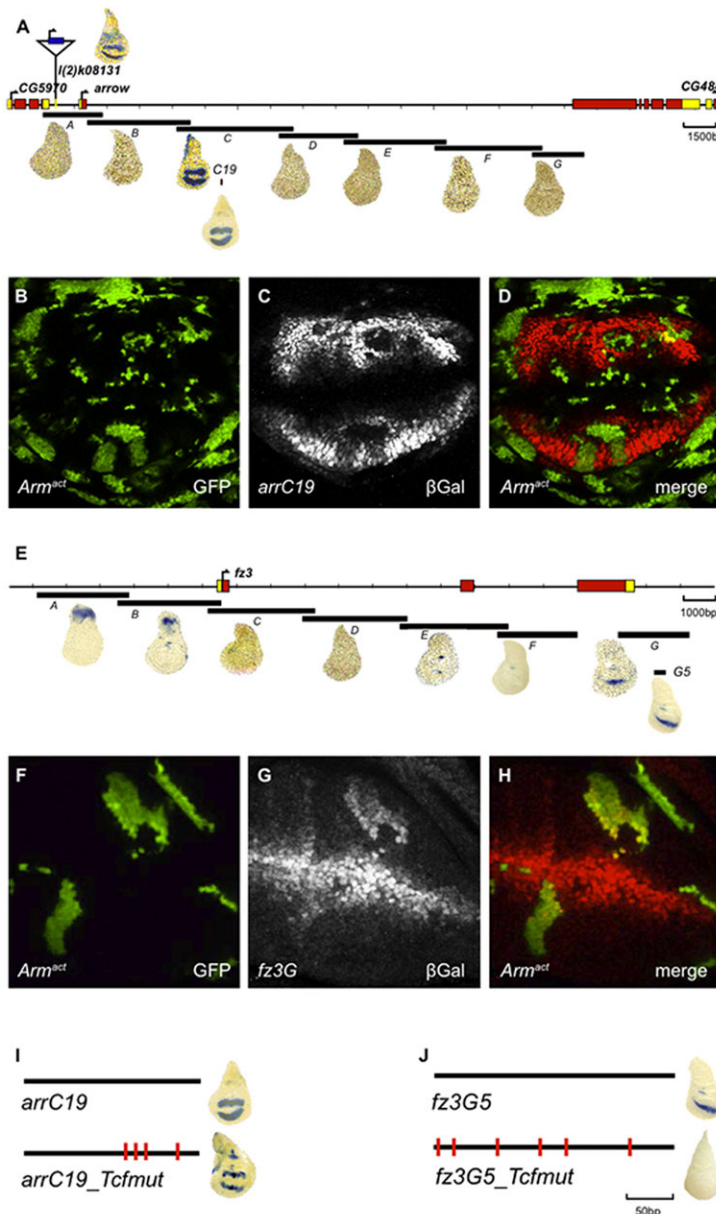 A
l(2)k08131
CG5970 arrow CG48
1500b
A B C D E F G
C19
B C D
Arm^act GFP arrC19 βGal Arm^act merge
E
fz3
1000bp
A B C D E F G
G5
F G H
Arm^act GFP fz3G βGal Arm^act merge
I J
arrC19 fz3G5
arrC19_Tcfmut fz3G5_Tcfmut
50bp